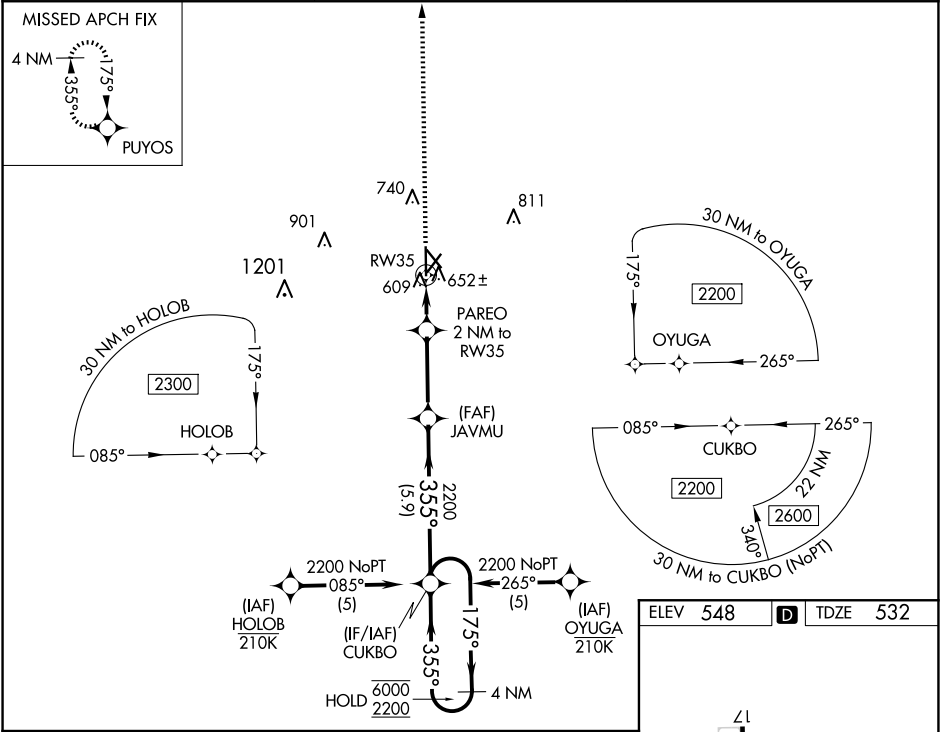 MISSED APCH FIX
4 NM
175°
355°
PUYOS
740
811
901
1201
RW35
609
652±
PAREO
2 NM to
RW35
30 NM to HOLOB
175°
2300
HOLOB
085°
30 NM to OYUGA
175°
2200
OYUGA
265°
(FAF)
JAVMU
085°
265°
CUKBO
22 NM
2200
2600
340°
30 NM to CUKBO (NoPT)
2200
355°
(5.9)
2200 NoPT
085°
(5)
2200 NoPT
265°
(5)
(IAF)
HOLOB
210K
(IF/IAF)
CUKBO
(IAF)
OYUGA
210K
175°
355°
HOLD
6000
2200
4 NM
ELEV 548
D
TDZE 532
17